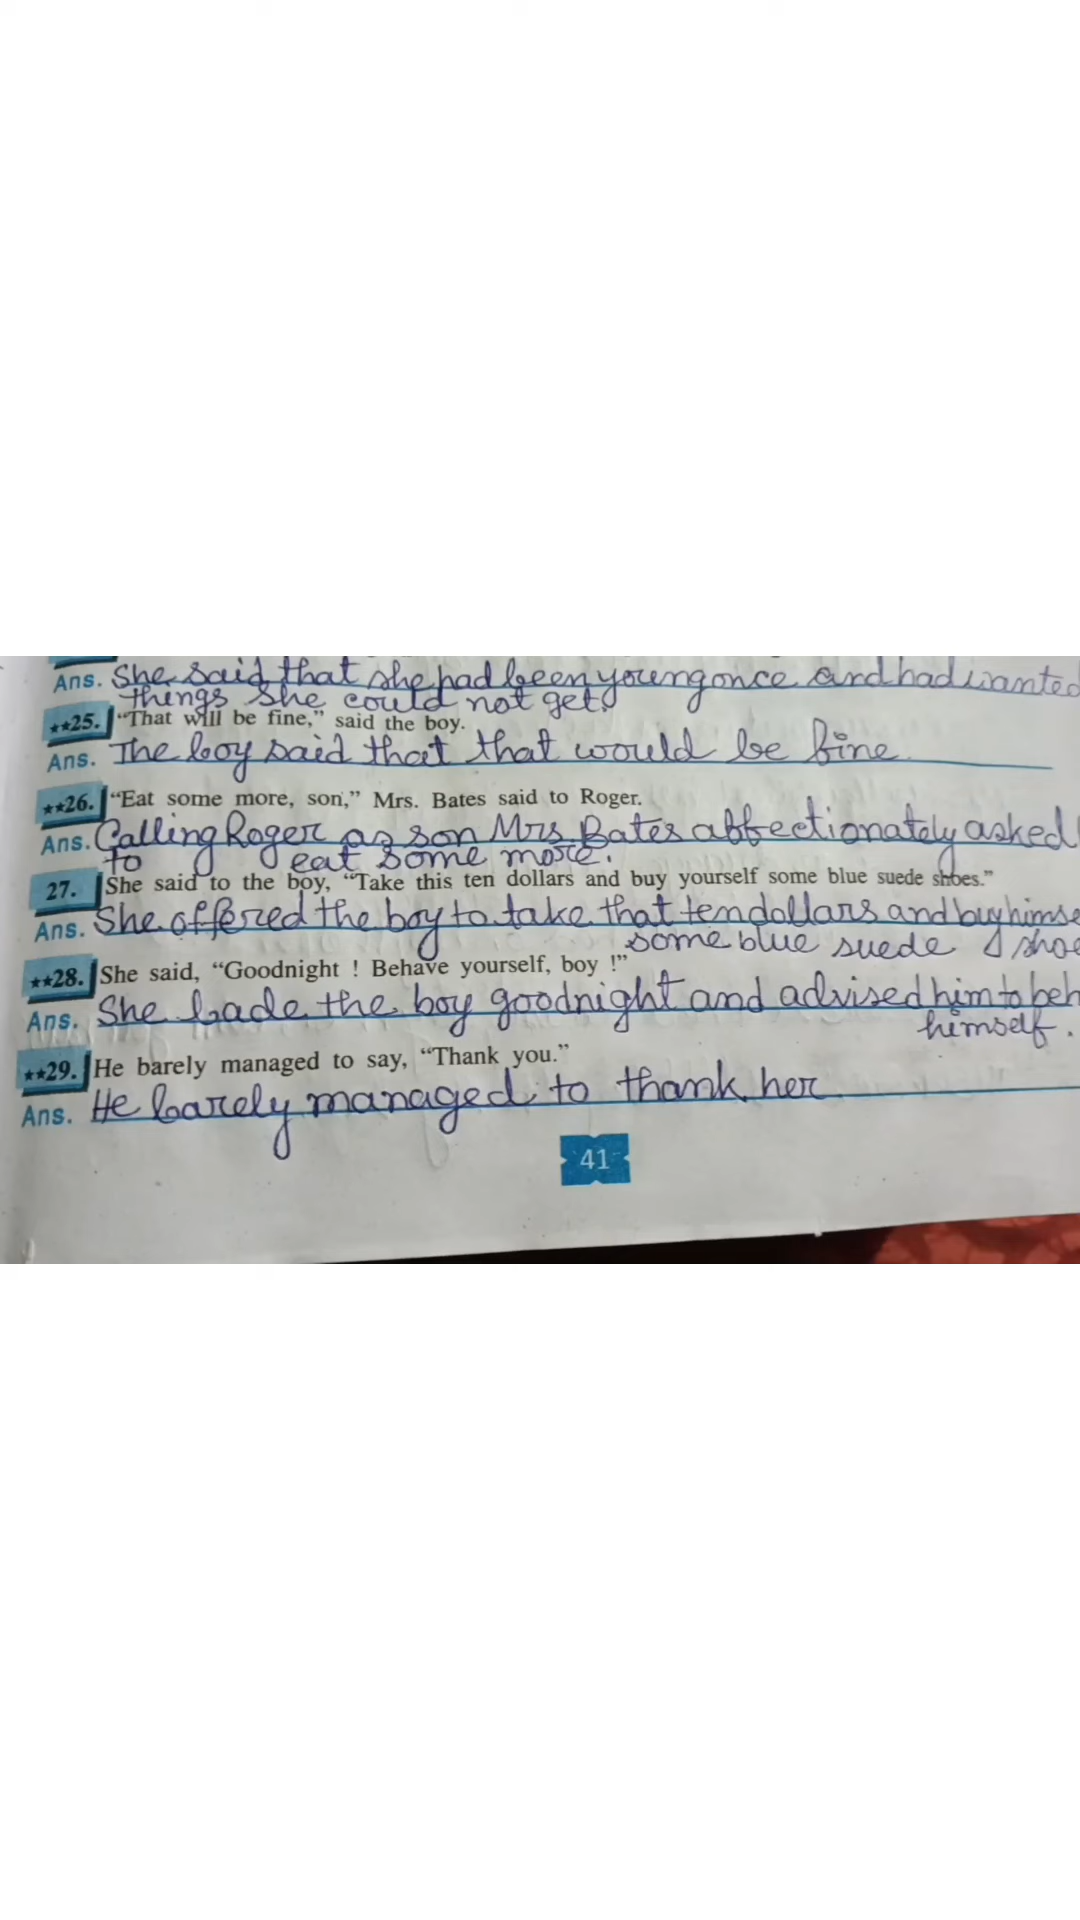 Ans. She said that she had been young once and had wanted
things she could not get.
★★25. "That will be fine," said the boy.
Ans. The boy said that that would be fine.
★★26. "Eat some more, son," Mrs. Bates said to Roger.
Ans. Calling Roger as son Mrs. Bates affectionately asked
to eat some more.
27. She said to the boy, "Take this ten dollars and buy yourself some blue suede shoes."
Ans. She offered the boy to take that ten dollars and buy himse
some blue suede shoe
★★28. She said, "Goodnight ! Behave yourself, boy !"
Ans. She bade the boy goodnight and advised him to beh
himself.
★★29. He barely managed to say, "Thank you."
Ans. He barely managed to thank her
41